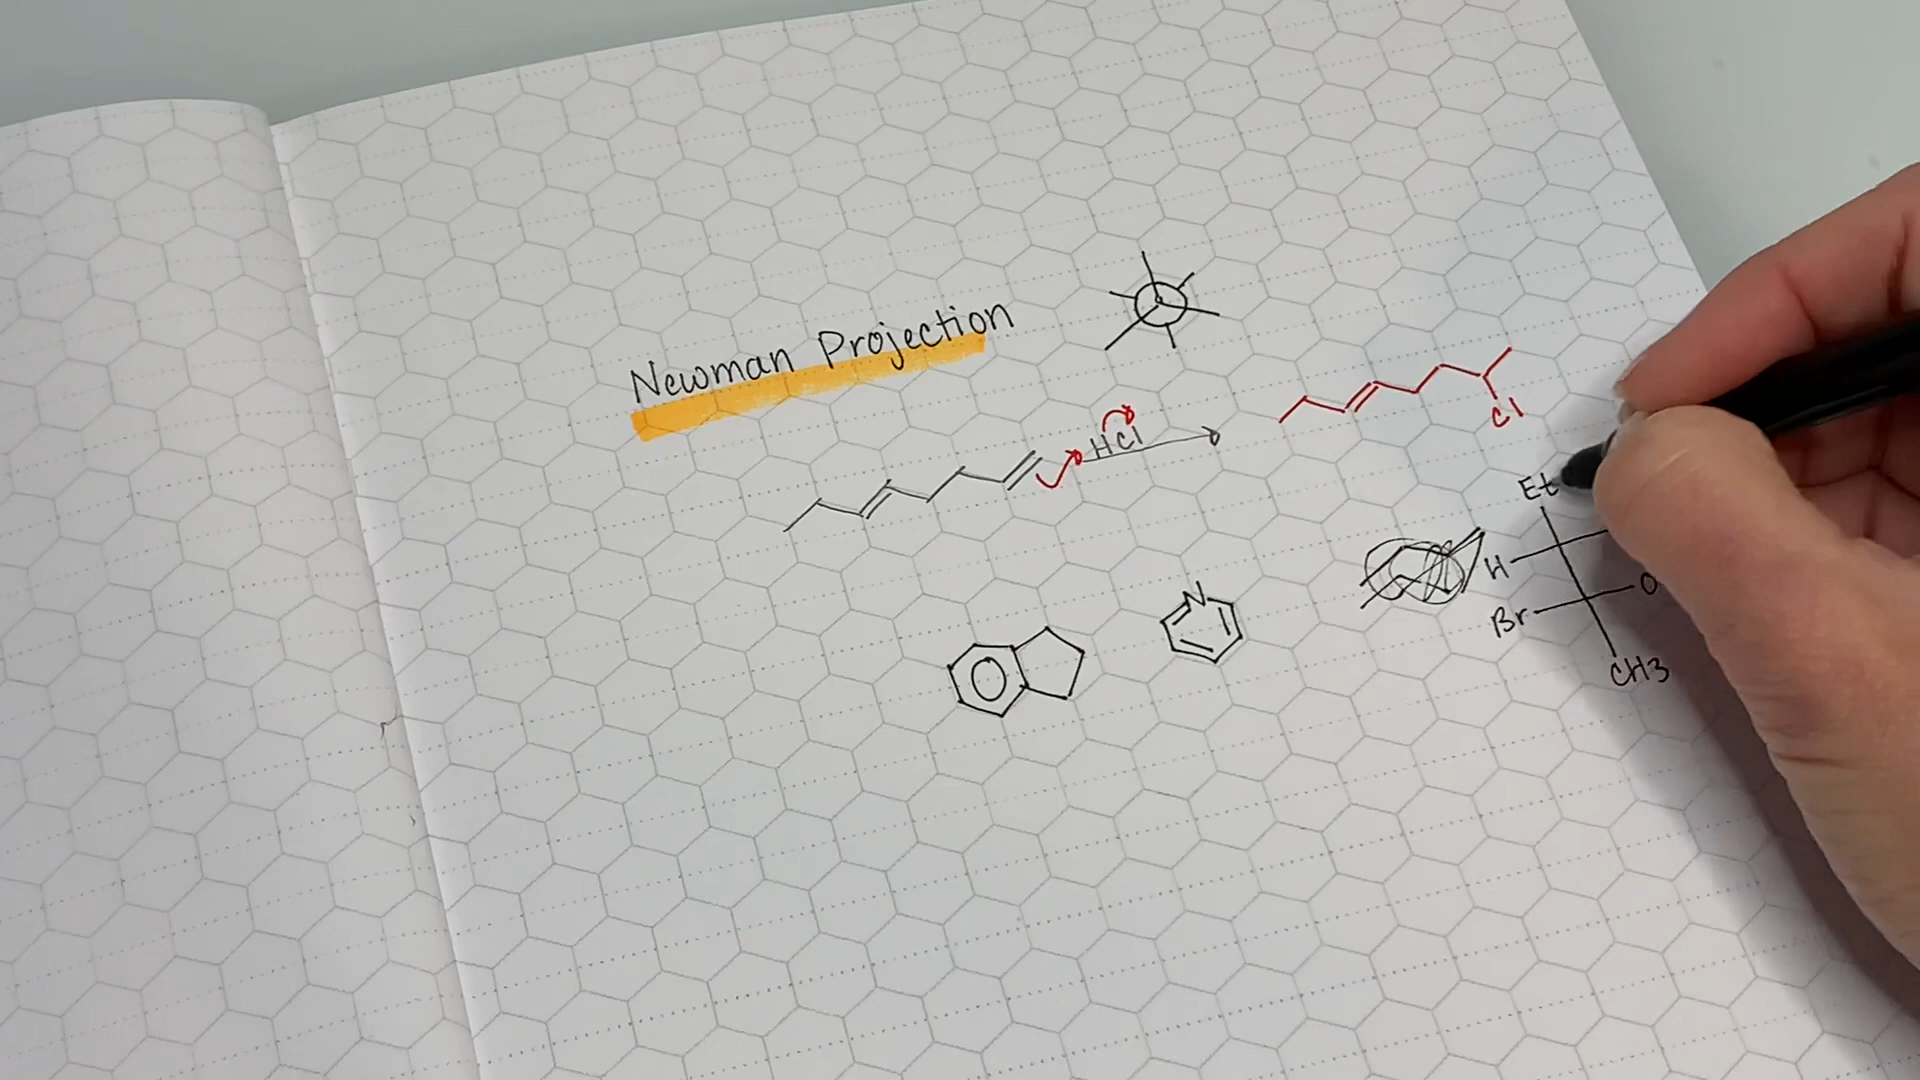 Newman Projection
HCl
Cl
N
Et
H
Br
O
CH3